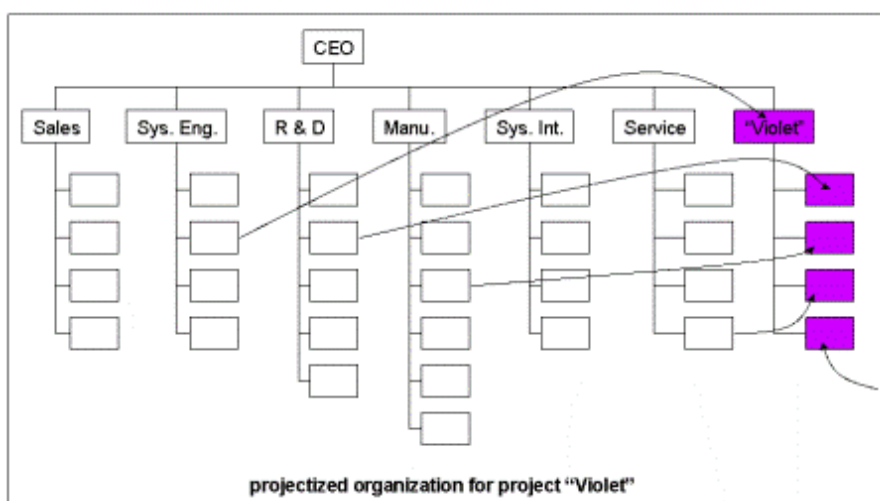 CEO
Sales
Sys. Eng.
R & D
Manu.
Sys. Int.
Service
“Violet”
projectized organization for project “Violet”